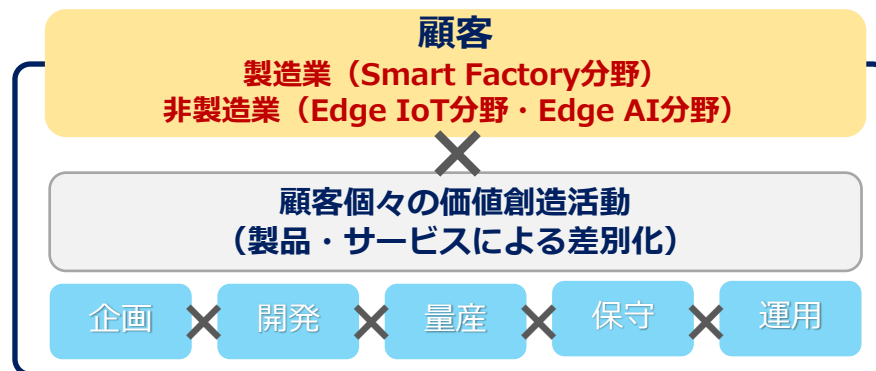 顧客
製造業（Smart Factory分野）
非製造業（Edge IoT分野・Edge AI分野）
顧客個々の価値創造活動
（製品・サービスによる差別化）
企画 開発 量産 保守 運用